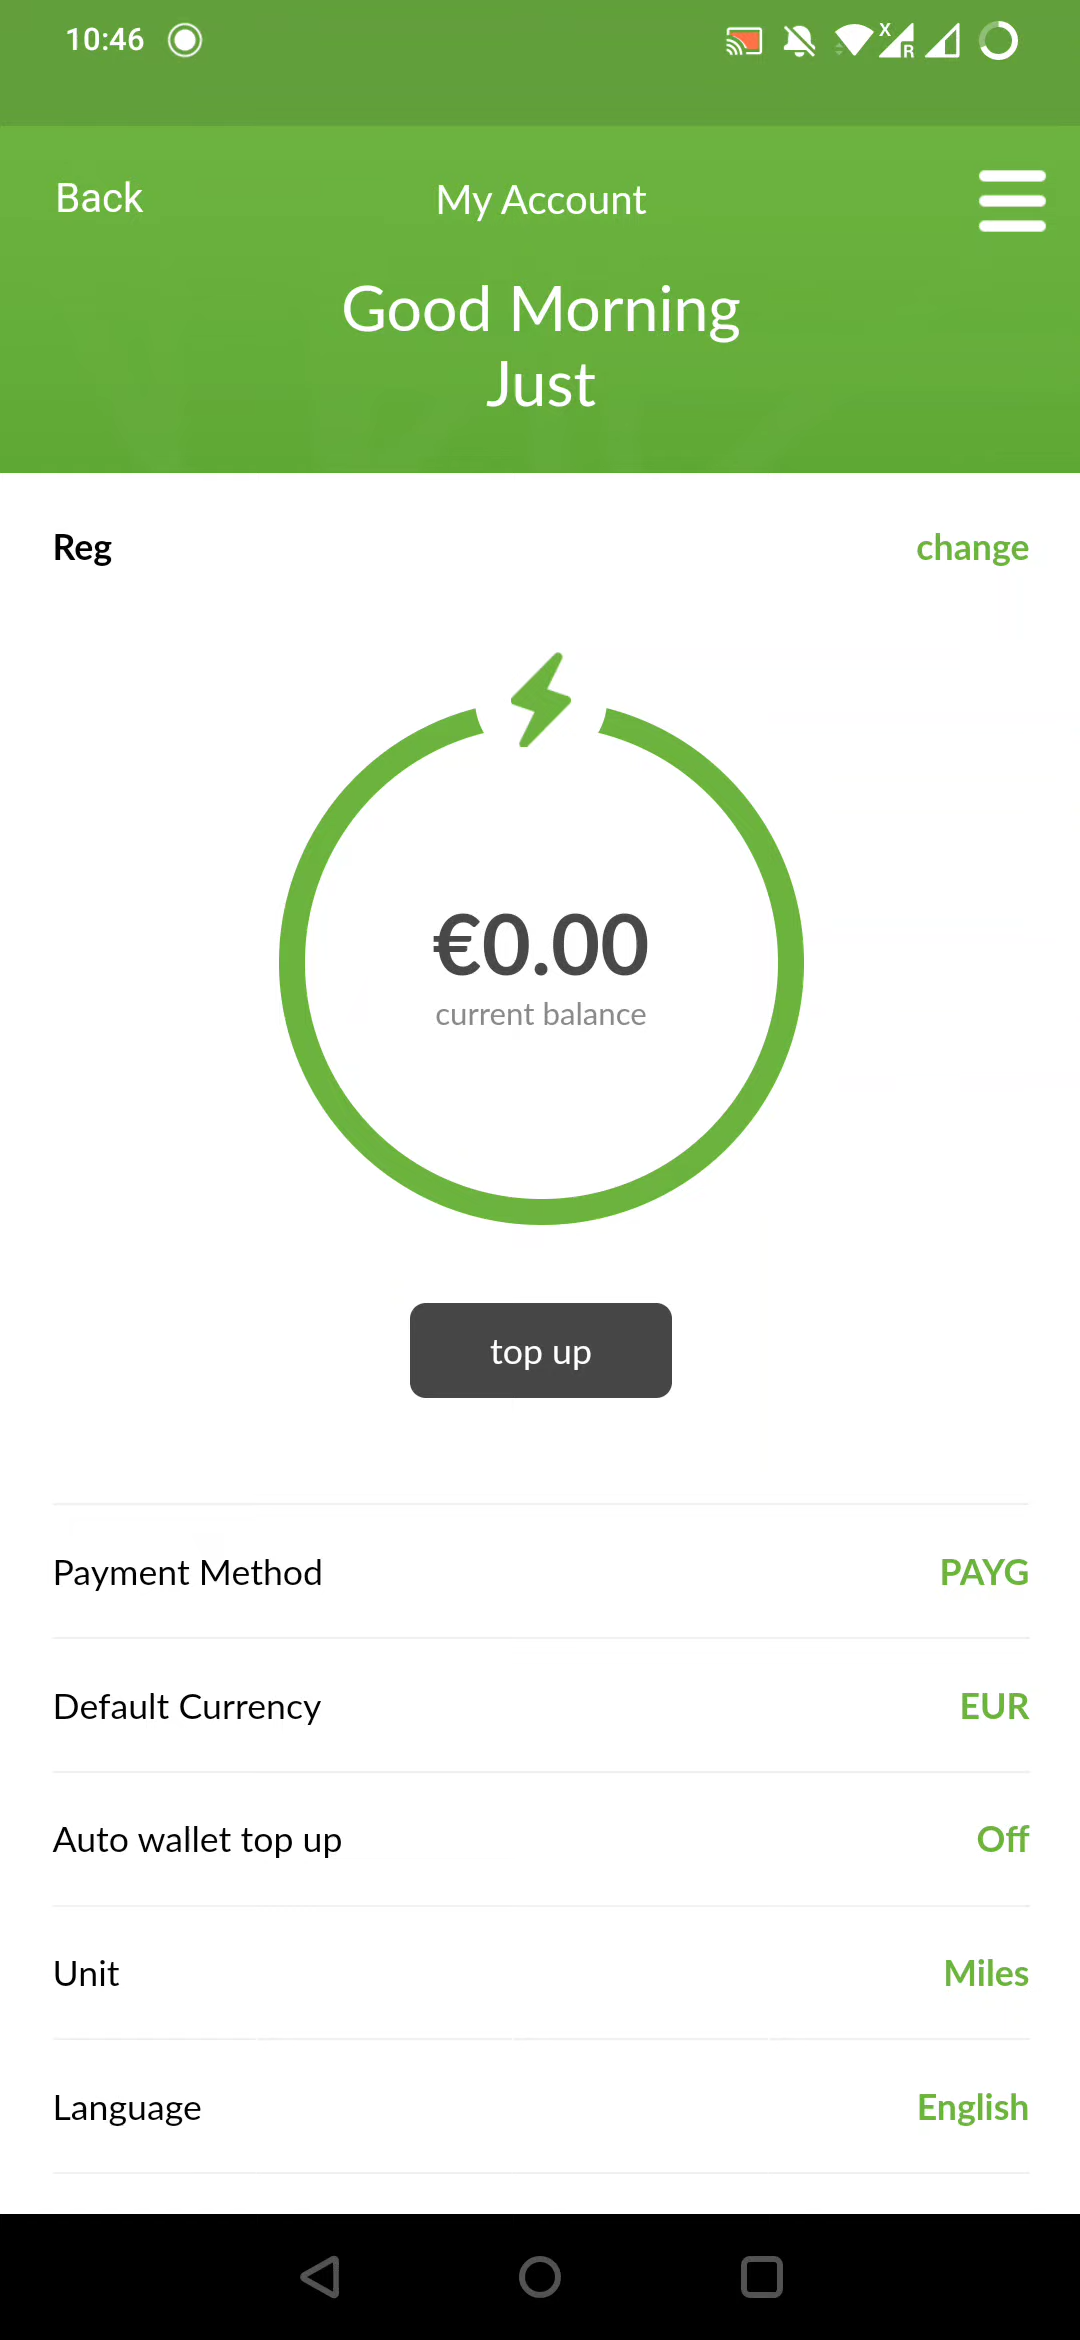 10:46
X
R
Back
My Account
Good Morning
Just
Reg
change
€0.00
current balance
top up
Payment Method
PAYG
Default Currency
EUR
Auto wallet top up
Off
Unit
Miles
Language
English